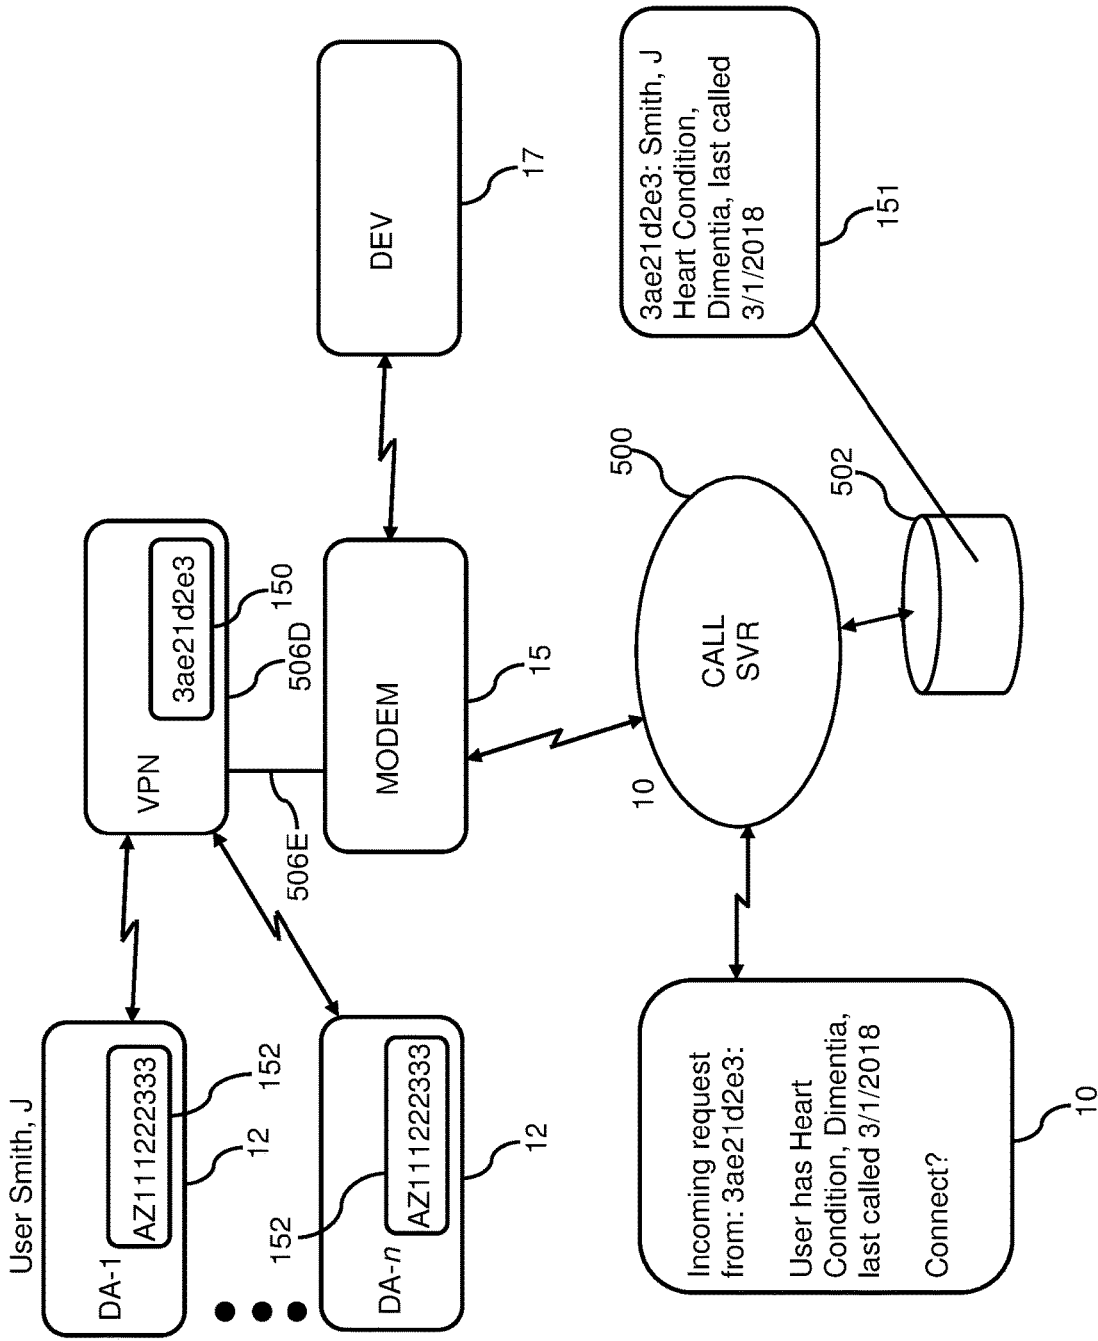 User Smith, J
DA-1
AZ111222333
152
12
DA-n
AZ111222333
152
12
VPN
3ae21d2e3
150
506D
506E
MODEM
15
DEV
17
Incoming request
from: 3ae21d2e3:
User has Heart
Condition, Dimentia,
last called 3/1/2018
Connect?
10
10
CALL
SVR
500
502
3ae21d2e3: Smith, J
Heart Condition,
Dimentia, last called
3/1/2018
151